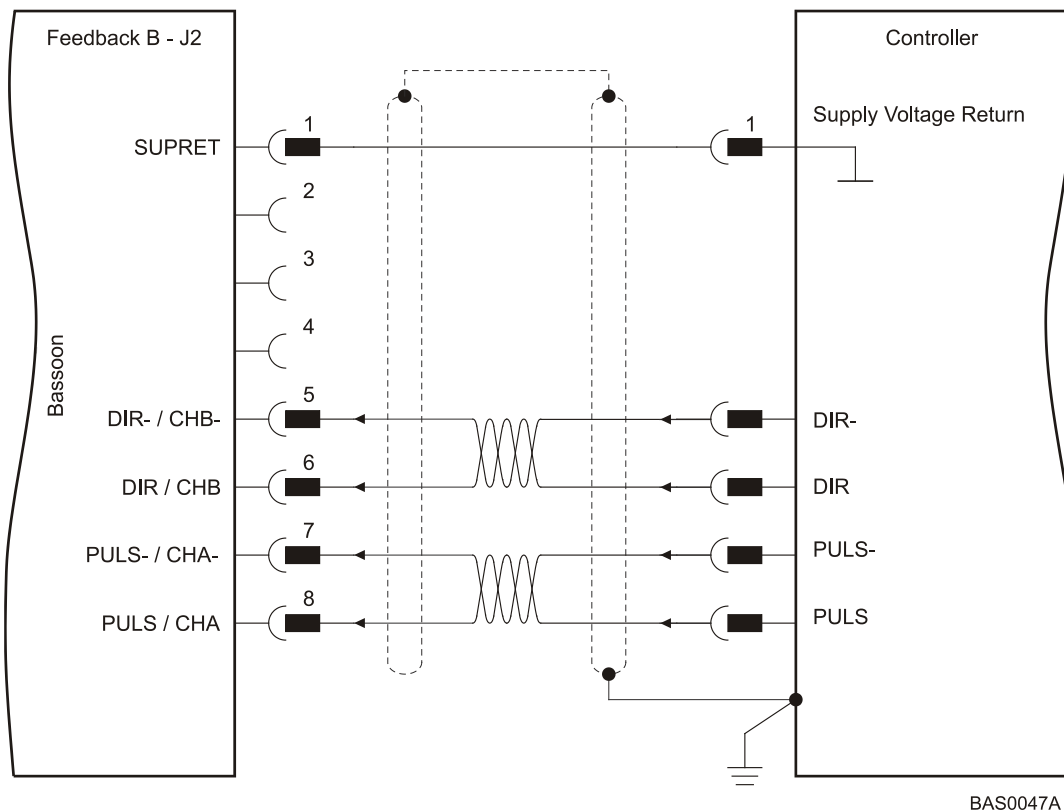 Feedback B - J2
Controller
Supply Voltage Return
SUPRET
1
1
2
3
4
Bassoon
DIR- / CHB-
5
DIR-
DIR / CHB
6
DIR
PULS- / CHA-
7
PULS-
PULS / CHA
8
PULS
BAS0047A